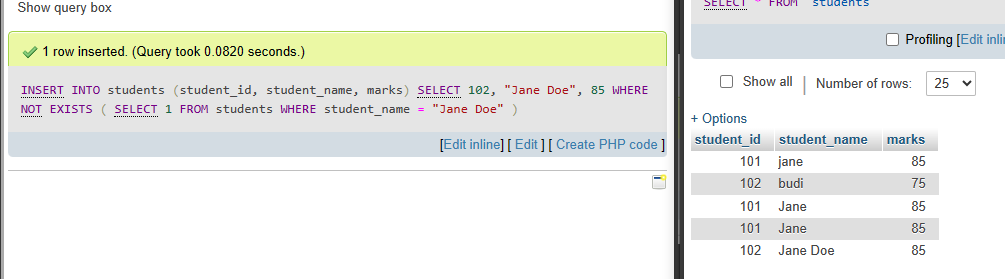 Show query box
1 row inserted. (Query took 0.0820 seconds.)
INSERT INTO students (student_id, student_name, marks) SELECT 102, "Jane Doe", 85 WHERE
NOT EXISTS ( SELECT 1 FROM students WHERE student_name = "Jane Doe" )
[Edit inline] [ Edit ] [ Create PHP code ]
SELECT * FROM `students`
Profiling [Edit inli
Show all | Number of rows: 25
+ Options
student_id student_name marks
101 jane 85
102 budi 75
101 Jane 85
101 Jane 85
102 Jane Doe 85